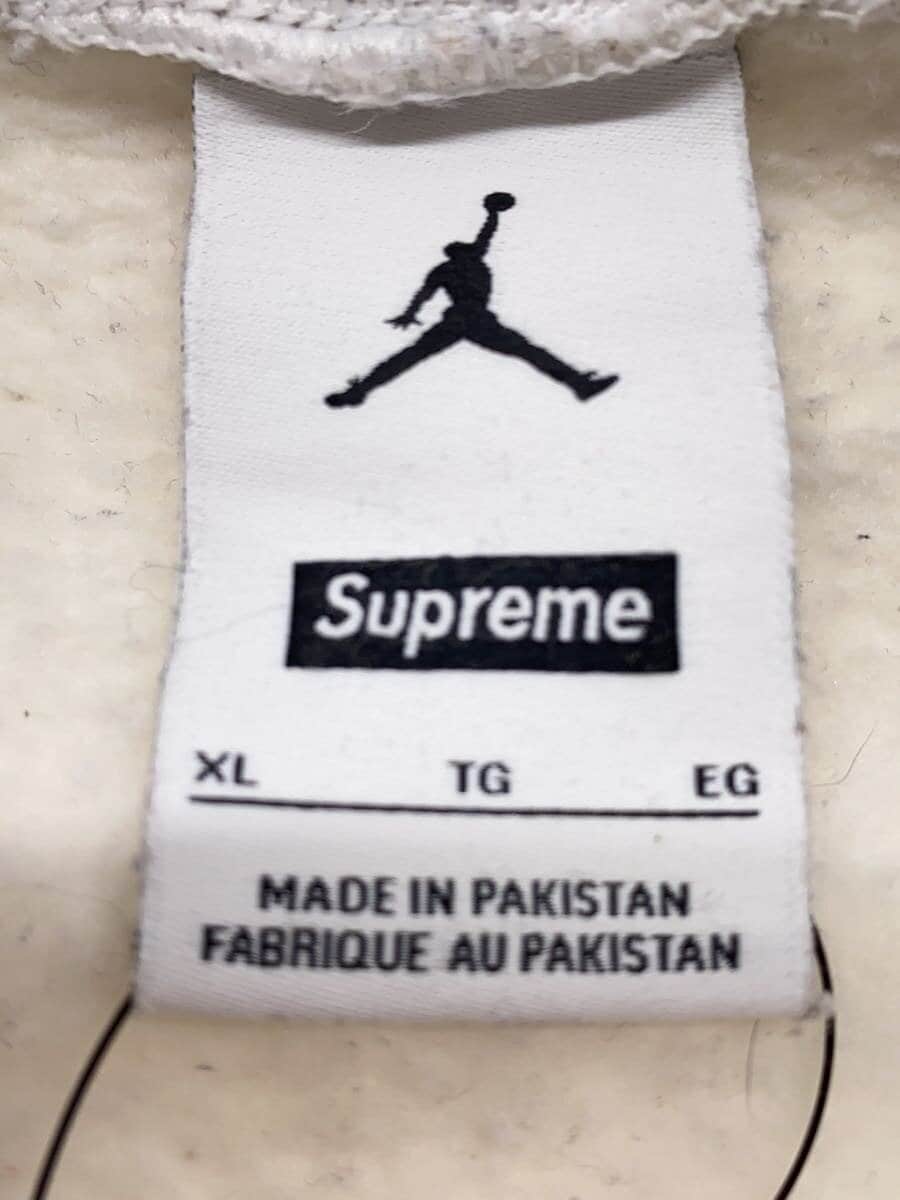 Supreme
XL TG EG
MADE IN PAKISTAN
FABRIQUE AU PAKISTAN